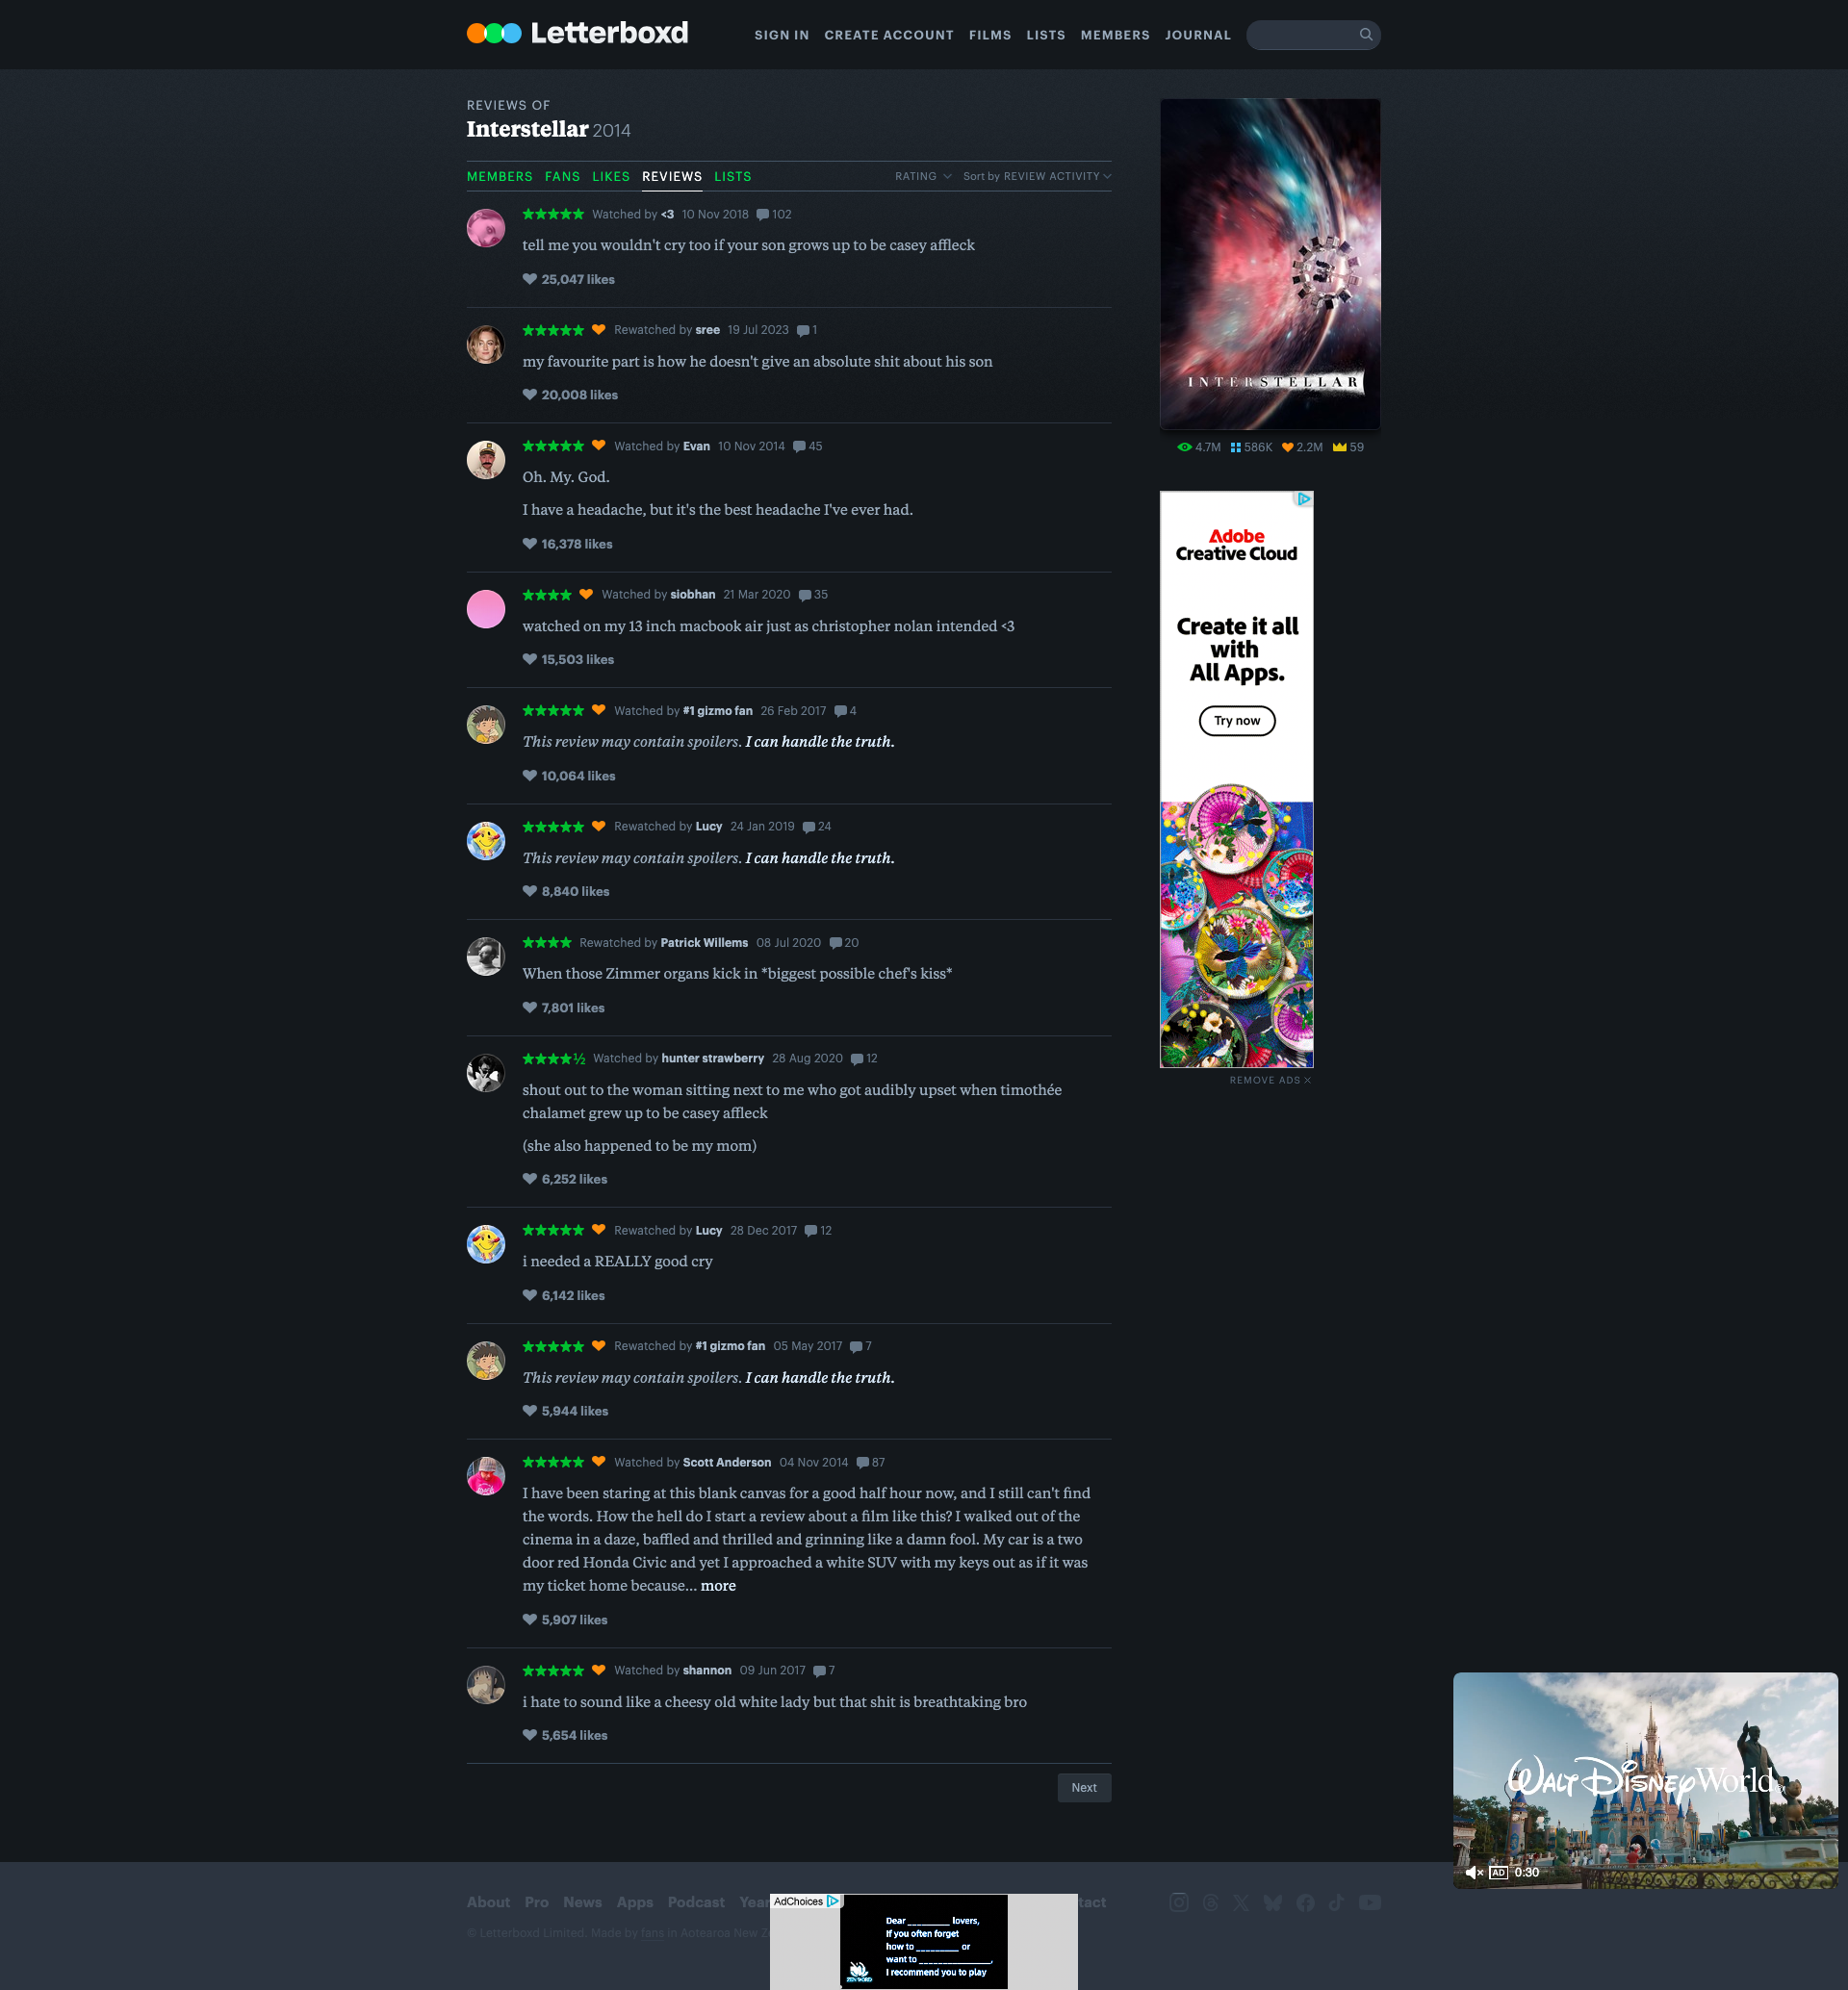 Letterboxd
SIGN IN CREATE ACCOUNT FILMS LISTS MEMBERS JOURNAL
REVIEWS OF
Interstellar 2014
MEMBERS FANS LIKES REVIEWS LISTS RATING Sort by REVIEW ACTIVITY
★★★★★ Watched by <3 10 Nov 2018 102
tell me you wouldn't cry too if your son grows up to be casey affleck
25,047 likes
★★★★★ Rewatched by sree 19 Jul 2023 1
my favourite part is how he doesn't give an absolute shit about his son
20,008 likes
★★★★★ Watched by Evan 10 Nov 2014 45
Oh. My. God.
I have a headache, but it's the best headache I've ever had.
16,378 likes
★★★★ Watched by siobhan 21 Mar 2020 35
watched on my 13 inch macbook air just as christopher nolan intended <3
15,503 likes
★★★★★ Watched by #1 gizmo fan 26 Feb 2017 4
This review may contain spoilers. I can handle the truth.
10,064 likes
★★★★★ Rewatched by Lucy 24 Jan 2019 24
This review may contain spoilers. I can handle the truth.
8,840 likes
★★★★ Rewatched by Patrick Willems 08 Jul 2020 20
When those Zimmer organs kick in *biggest possible chef's kiss*
7,801 likes
★★★★½ Watched by hunter strawberry 28 Aug 2020 12
shout out to the woman sitting next to me who got audibly upset when timothée
chalamet grew up to be casey affleck
(she also happened to be my mom)
6,252 likes
★★★★★ Rewatched by Lucy 28 Dec 2017 12
i needed a REALLY good cry
6,142 likes
★★★★★ Rewatched by #1 gizmo fan 05 May 2017 7
This review may contain spoilers. I can handle the truth.
5,944 likes
★★★★★ Watched by Scott Anderson 04 Nov 2014 87
I have been staring at this blank canvas for a good half hour now, and I still can't find
the words. How the hell do I start a review about a film like this? I walked out of the
cinema in a daze, baffled and thrilled and grinning like a damn fool. My car is a two
door red Honda Civic and yet I approached a white SUV with my keys out as if it was
my ticket home because... more
5,907 likes
★★★★★ Watched by shannon 09 Jun 2017 7
i hate to sound like a cheesy old white lady but that shit is breathtaking bro
5,654 likes
Next
INTERSTELLAR
4.7M 586K 2.2M 59
Adobe
Creative Cloud
Create it all
with
All Apps.
Try now
REMOVE ADS
WALT DISNEY World
AD 0:30
About Pro News Apps Podcast Year tact
© Letterboxd Limited. Made by fans in Aotearoa New Z
AdChoices
Dear ________ lovers,
If you often forget
how to ________ or
want to ______________,
I recommend you to play